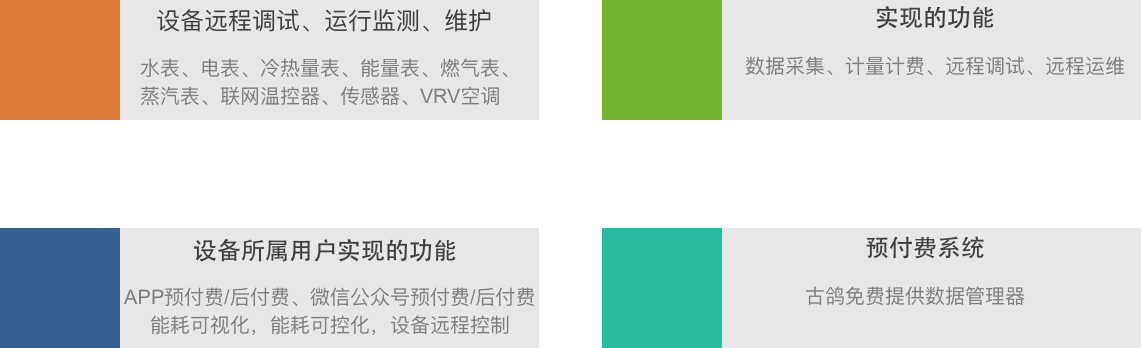 设备远程调试、运行监测、维护
水表、电表、冷热量表、能量表、燃气表、
蒸汽表、联网温控器、传感器、VRV空调
实现的功能
数据采集、计量计费、远程调试、远程运维
设备所属用户实现的功能
APP预付费/后付费、微信公众号预付费/后付费
能耗可视化，能耗可控化，设备远程控制
预付费系统
古鸽免费提供数据管理器